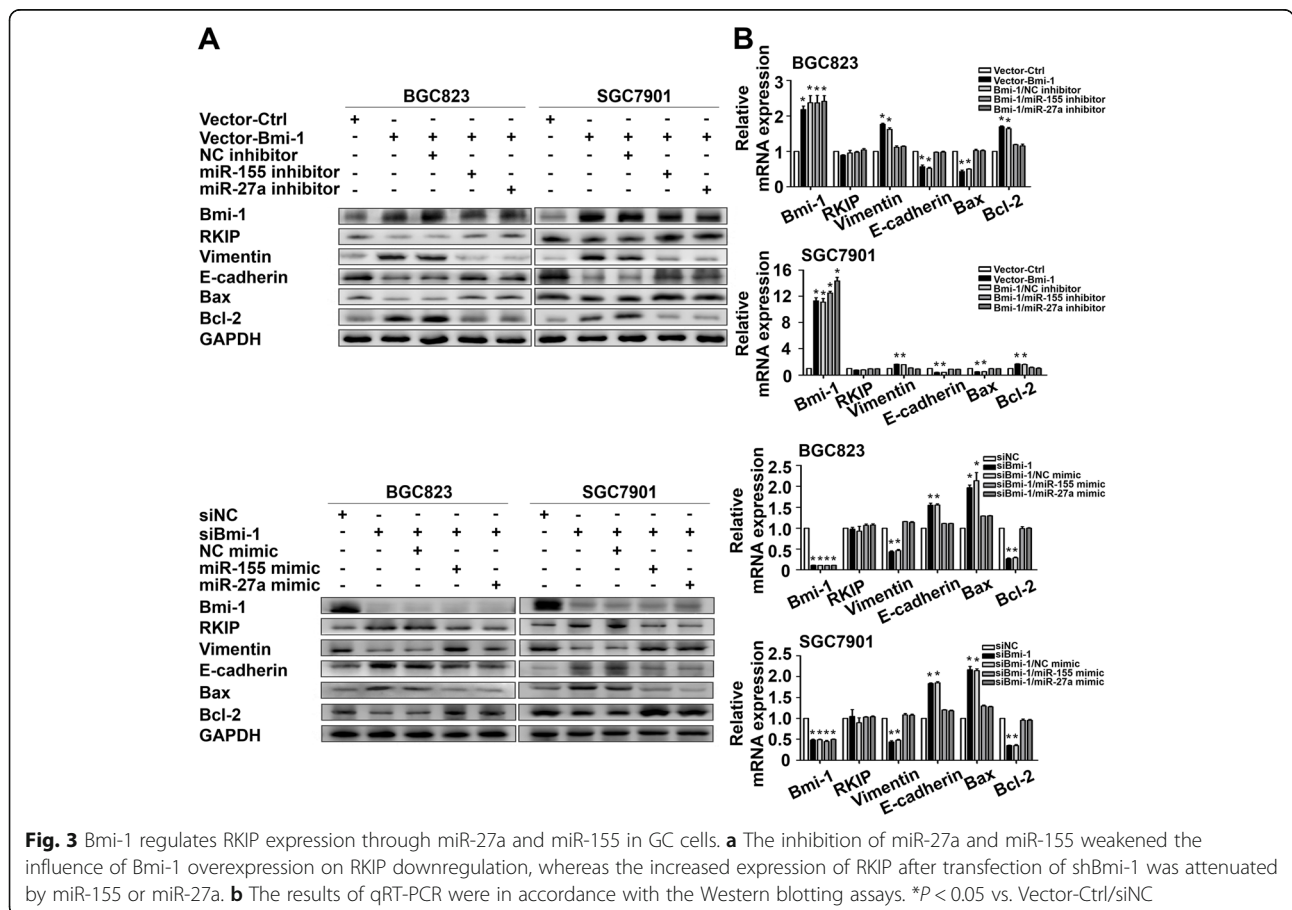 A
BGC823 SGC7901
Vector-Ctrl + - - - - + - - - -
Vector-Bmi-1 - + + + + - + + + +
NC inhibitor - - + - - - - + - -
miR-155 inhibitor - - - + - - - - + -
miR-27a inhibitor - - - - + - - - - +
Bmi-1
RKIP
Vimentin
E-cadherin
Bax
Bcl-2
GAPDH
BGC823 SGC7901
siNC + - - - - + - - - -
siBmi-1 - + + + + - + + + +
NC mimic - - + - - - - + - -
miR-155 mimic - - - + - - - - + -
miR-27a mimic - - - - + - - - - +
Bmi-1
RKIP
Vimentin
E-cadherin
Bax
Bcl-2
GAPDH
B
BGC823
Relative
mRNA expression
3
2
1
0
* * * *
* *
* *
* *
* *
Vector-Ctrl
Vector-Bmi-1
Bmi-1/NC inhibitor
Bmi-1/miR-155 inhibitor
Bmi-1/miR-27a inhibitor
Bmi-1 RKIP Vimentin E-cadherin Bax Bcl-2
SGC7901
Relative
mRNA expression
16
12
8
4
0
* * * *
* *
* *
* *
* *
Vector-Ctrl
Vector-Bmi-1
Bmi-1/NC inhibitor
Bmi-1/miR-155 inhibitor
Bmi-1/miR-27a inhibitor
Bmi-1 RKIP Vimentin E-cadherin Bax Bcl-2
BGC823
Relative
mRNA expression
2.5
2.0
1.5
1.0
0.5
0
* * * *
* *
* *
* *
* *
siNC
siBmi-1
siBmi-1/NC mimic
siBmi-1/miR-155 mimic
siBmi-1/miR-27a mimic
Bmi-1 RKIP Vimentin E-cadherin Bax Bcl-2
SGC7901
Relative
mRNA expression
2.5
2.0
1.5
1.0
0.5
0
* * * *
* *
* *
* *
* *
siNC
siBmi-1
siBmi-1/NC mimic
siBmi-1/miR-155 mimic
siBmi-1/miR-27a mimic
Bmi-1 RKIP Vimentin E-cadherin Bax Bcl-2
Fig. 3 Bmi-1 regulates RKIP expression through miR-27a and miR-155 in GC cells. a The inhibition of miR-27a and miR-155 weakened the
influence of Bmi-1 overexpression on RKIP downregulation, whereas the increased expression of RKIP after transfection of shBmi-1 was attenuated
by miR-155 or miR-27a. b The results of qRT-PCR were in accordance with the Western blotting assays. *P < 0.05 vs. Vector-Ctrl/siNC